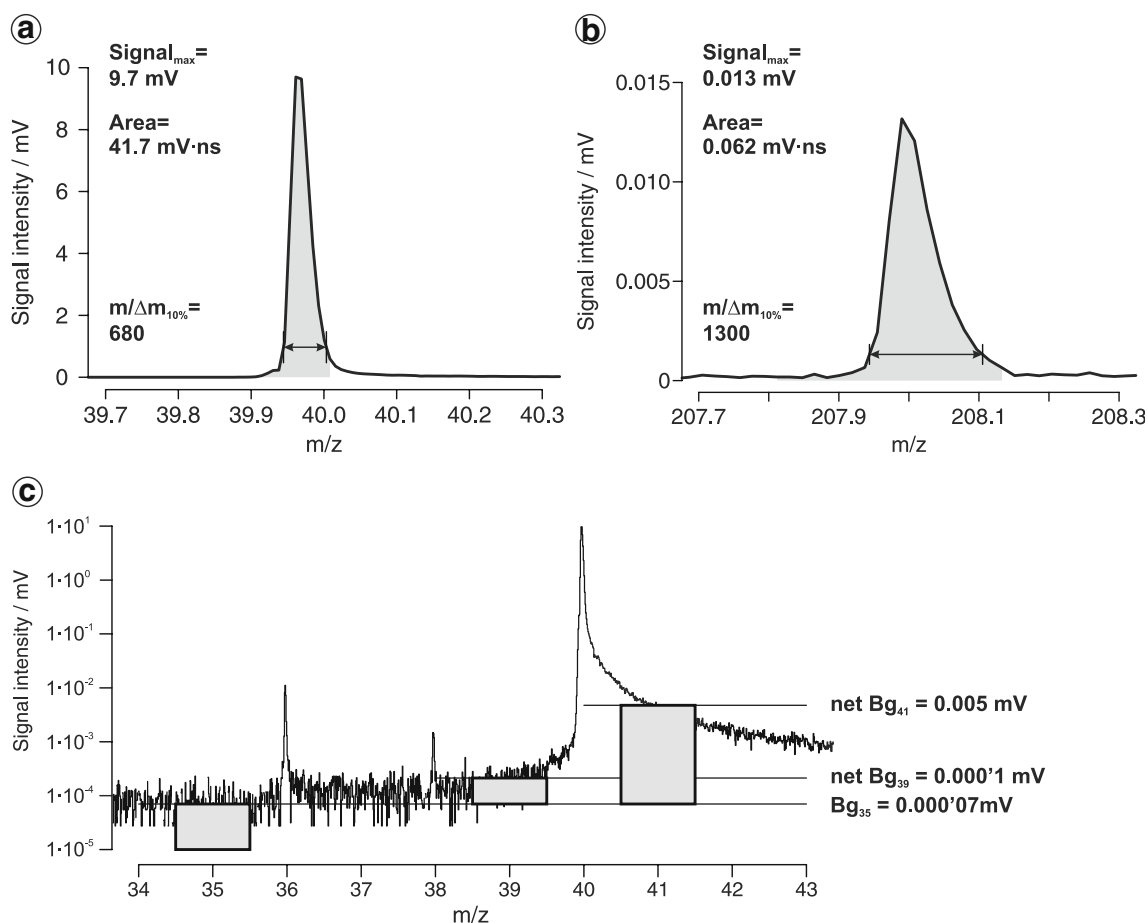 a
Signalmax=
9.7 mV
Area=
41.7 mV·ns
m/Δm10%=
680
Signal intensity / mV
10
8
6
4
2
0
39.7 39.8 39.9 40.0 40.1 40.2 40.3
m/z
b
Signalmax=
0.013 mV
Area=
0.062 mV·ns
m/Δm10%=
1300
Signal intensity / mV
0.015
0.010
0.005
0
207.7 207.9 208.1 208.3
m/z
c
Signal intensity / mV
1·10¹
1·10⁰
1·10⁻¹
1·10⁻²
1·10⁻³
1·10⁻⁴
1·10⁻⁵
net Bg41 = 0.005 mV
net Bg39 = 0.000'1 mV
Bg35 = 0.000'07mV
34 35 36 37 38 39 40 41 42 43
m/z